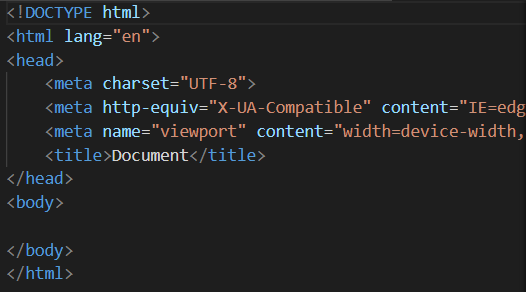 <!DOCTYPE html>
<html lang="en">
<head>
    <meta charset="UTF-8">
    <meta http-equiv="X-UA-Compatible" content="IE=edg
    <meta name="viewport" content="width=device-width,
    <title>Document</title>
</head>
<body>

</body>
</html>